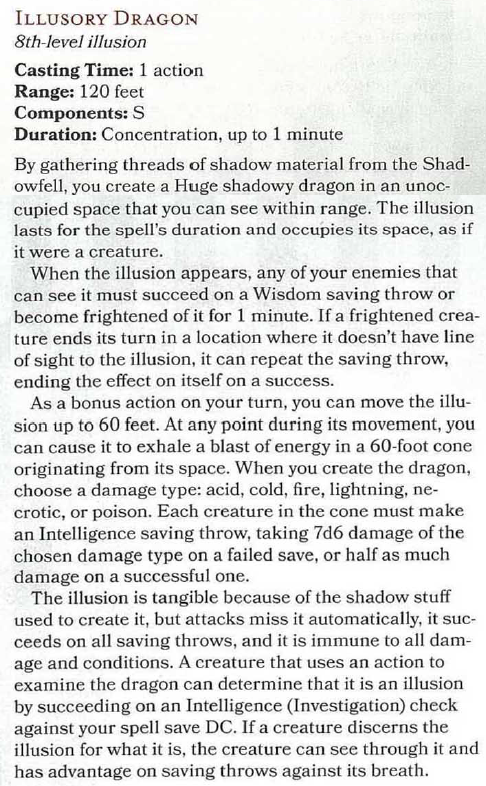 ILLUSORY DRAGON
8th-level illusion
Casting Time: 1 action
Range: 120 feet
Components: S
Duration: Concentration, up to 1 minute
By gathering threads of shadow material from the Shad-
owfell, you create a Huge shadowy dragon in an unoc-
cupied space that you can see within range. The illusion
lasts for the spell's duration and occupies its space, as if
it were a creature.
When the illusion appears, any of your enemies that
can see it must succeed on a Wisdom saving throw or
become frightened of it for 1 minute. If a frightened crea-
ture ends its turn in a location where it doesn't have line
of sight to the illusion, it can repeat the saving throw,
ending the effect on itself on a success.
As a bonus action on your turn, you can move the illu-
sion up to 60 feet. At any point during its movement, you
can cause it to exhale a blast of energy in a 60-foot cone
originating from its space. When you create the dragon,
choose a damage type: acid, cold, fire, lightning, ne-
crotic, or poison. Each creature in the cone must make
an Intelligence saving throw, taking 7d6 damage of the
chosen damage type on a failed save, or half as much
damage on a successful one.
The illusion is tangible because of the shadow stuff
used to create it, but attacks miss it automatically, it suc-
ceeds on all saving throws, and it is immune to all dam-
age and conditions. A creature that uses an action to
examine the dragon can determine that it is an illusion
by succeeding on an Intelligence (Investigation) check
against your spell save DC. If a creature discerns the
illusion for what it is, the creature can see through it and
has advantage on saving throws against its breath.